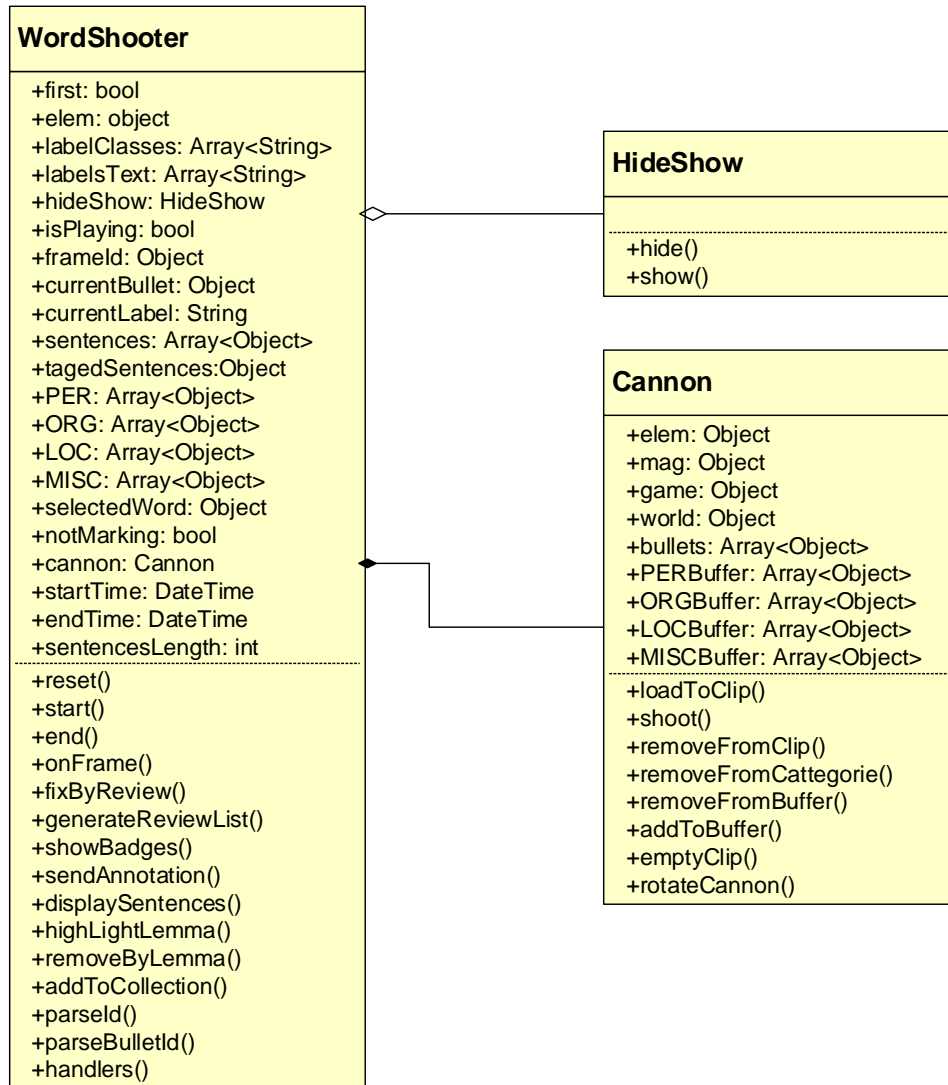 WordShooter
+first: bool
+elem: object
+labelClasses: Array<String>
+labelsText: Array<String>
+hideShow: HideShow
+isPlaying: bool
+frameId: Object
+currentBullet: Object
+currentLabel: String
+sentences: Array<Object>
+tagedSentences:Object
+PER: Array<Object>
+ORG: Array<Object>
+LOC: Array<Object>
+MISC: Array<Object>
+selectedWord: Object
+notMarking: bool
+cannon: Cannon
+startTime: DateTime
+endTime: DateTime
+sentencesLength: int
+reset()
+start()
+end()
+onFrame()
+fixByReview()
+generateReviewList()
+showBadges()
+sendAnnotation()
+displaySentences()
+highLightLemma()
+removeByLemma()
+addToCollection()
+parseId()
+parseBulletId()
+handlers()
HideShow
+hide()
+show()
Cannon
+elem: Object
+mag: Object
+game: Object
+world: Object
+bullets: Array<Object>
+PERBuffer: Array<Object>
+ORGBuffer: Array<Object>
+LOCBuffer: Array<Object>
+MISCBuffer: Array<Object>
+loadToClip()
+shoot()
+removeFromClip()
+removeFromCattegorie()
+removeFromBuffer()
+addToBuffer()
+emptyClip()
+rotateCannon()